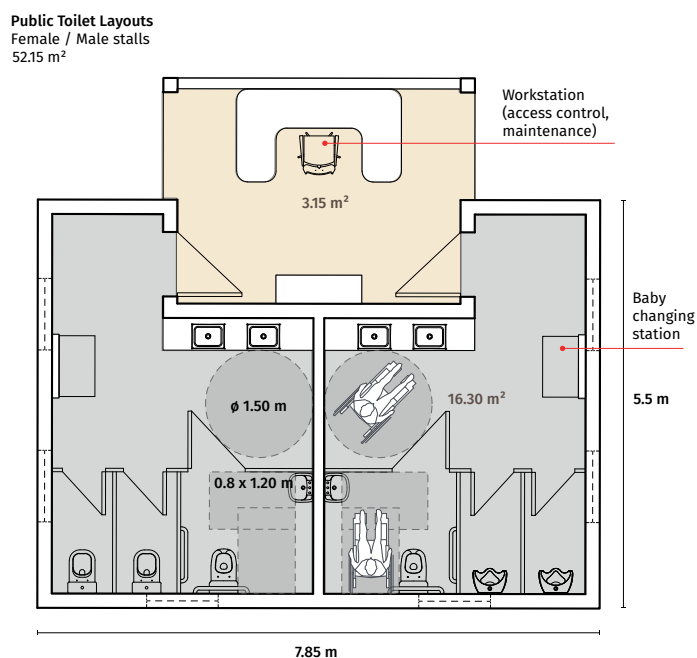 Public Toilet Layouts
Female / Male stalls
52.15 m²
Workstation
(access control,
maintenance)
3.15 m²
Baby
changing
station
16.30 m²
5.5 m
ø 1.50 m
0.8 x 1.20 m
7.85 m